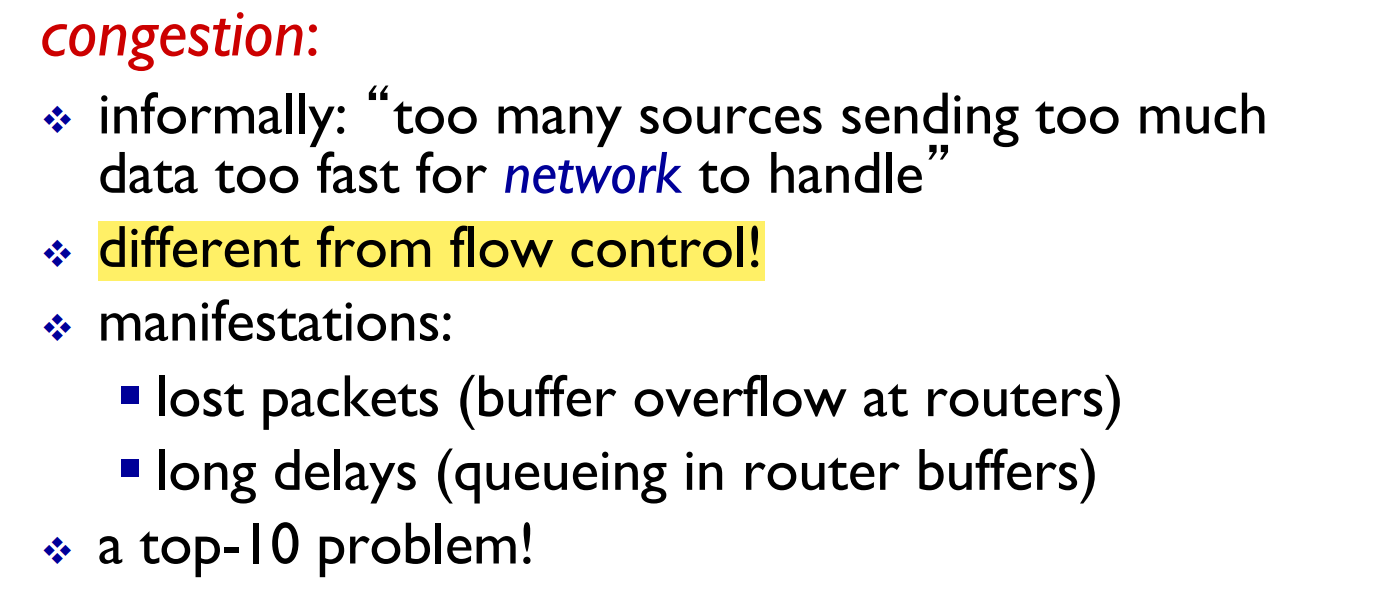 congestion:
❖ informally: “too many sources sending too much
data too fast for network to handle”
❖ different from flow control!
❖ manifestations:
▪ lost packets (buffer overflow at routers)
▪ long delays (queueing in router buffers)
❖ a top-10 problem!